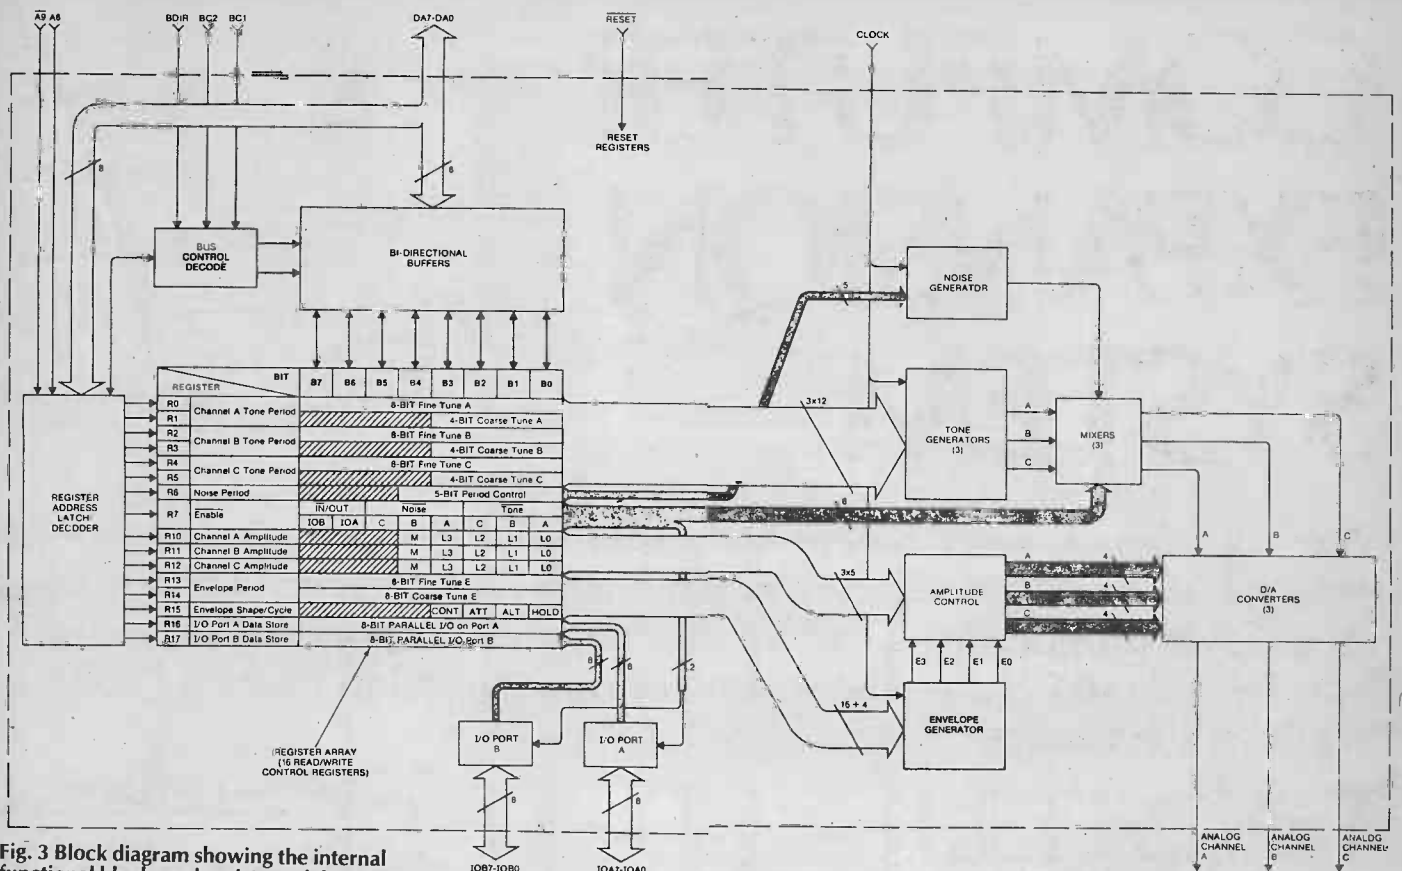 A9 A8
BDIR BC2 BC1
DA7-DA0
RESET
CLOCK
RESET
REGISTERS
8
8
BUS
CONTROL
DECODE
BI-DIRECTIONAL
BUFFERS
NOISE
GENERATOR
5
BIT
REGISTER
B7 B6 B5 B4 B3 B2 B1 B0
R0 Channel A Tone Period 8-BIT Fine Tune A
R1 4-BIT Coarse Tune A
R2 Channel B Tone Period 8-BIT Fine Tune B
R3 4-BIT Coarse Tune B
R4 Channel C Tone Period 8-BIT Fine Tune C
R5 4-BIT Coarse Tune C
R6 Noise Period 5-BIT Period Control
R7 Enable IN/OUT Noise Tone
IOB IOA C B A C B A
R10 Channel A Amplitude M L3 L2 L1 L0
R11 Channel B Amplitude M L3 L2 L1 L0
R12 Channel C Amplitude M L3 L2 L1 L0
R13 Envelope Period 8-BIT Fine Tune E
R14 8-BIT Coarse Tune E
R15 Envelope Shape/Cycle CONT ATT ALT HOLD
R16 I/O Port A Data Store 8-BIT PARALLEL I/O on Port A
R17 I/O Port B Data Store 8-BIT PARALLEL I/O Port B
REGISTER
ADDRESS
LATCH
DECODER
3x12
TONE
GENERATORS
(3)
A
B
C
MIXERS
(3)
6
A B C
3x5
AMPLITUDE
CONTROL
A 4
B 4
C 4
D/A
CONVERTERS
(3)
E3 E2 E1 E0
16 + 4
ENVELOPE
GENERATOR
8 8 2
I/O PORT
B
I/O PORT
A
(REGISTER ARRAY
(16 READ/WRITE
CONTROL REGISTERS)
8 8
IOB7-IOB0
IOA7-IOA0
ANALOG
CHANNEL
A
ANALOG
CHANNEL
B
ANALOG
CHANNEL
C
Fig. 3 Block diagram showing the internal